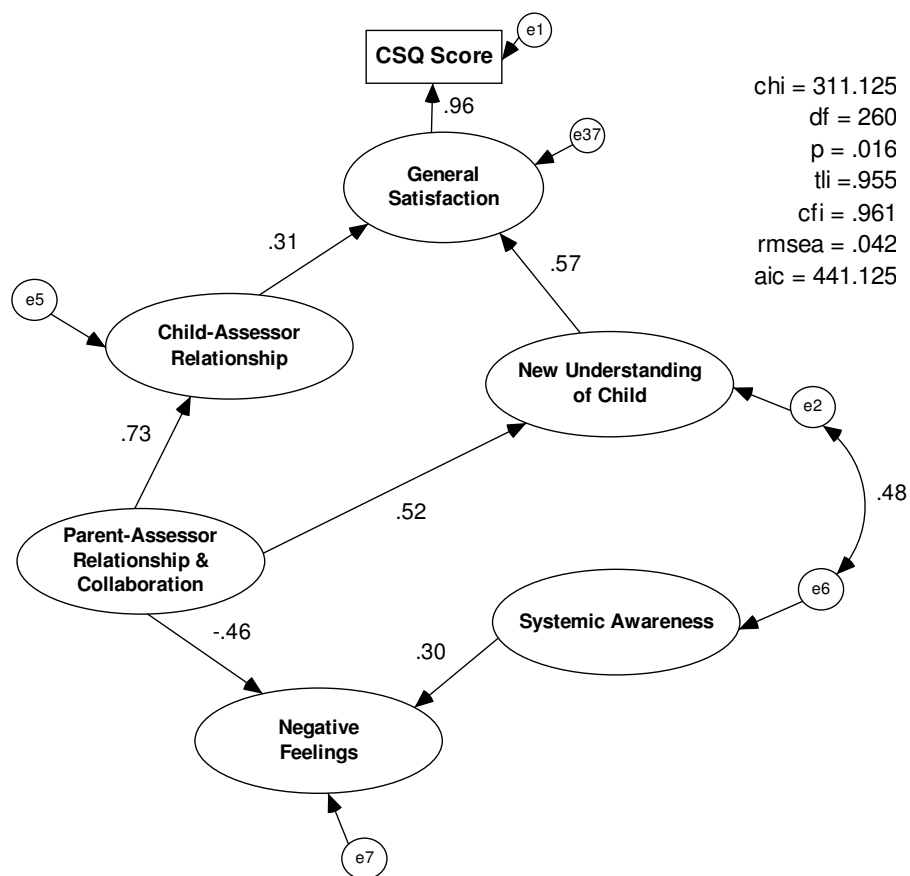 e1
CSQ Score
.96
chi = 311.125
df = 260
p = .016
tli =.955
cfi = .961
rmsea = .042
aic = 441.125
e37
General
Satisfaction
.31
.57
e5
Child-Assessor
Relationship
New Understanding
of Child
e2
.73
.52
.48
Parent-Assessor
Relationship &
Collaboration
e6
Systemic Awareness
-.46
.30
Negative
Feelings
e7